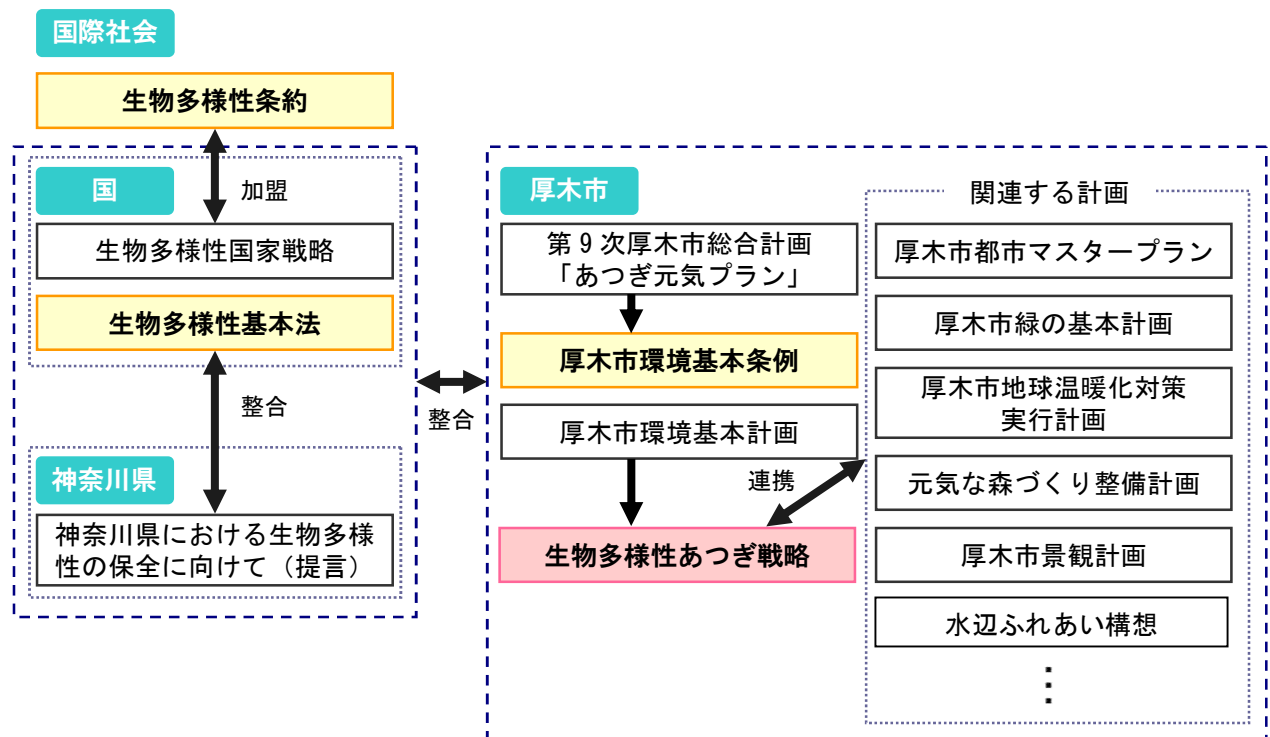 国際社会
生物多様性条約
国
加盟
生物多様性国家戦略
生物多様性基本法
整合
神奈川県
神奈川県における生物多様
性の保全に向けて（提言）
整合
厚木市
第９次厚木市総合計画
「あつぎ元気プラン」
厚木市環境基本条例
厚木市環境基本計画
連携
生物多様性あつぎ戦略
関連する計画
厚木市都市マスタープラン
厚木市緑の基本計画
厚木市地球温暖化対策
実行計画
元気な森づくり整備計画
厚木市景観計画
水辺ふれあい構想
⋮